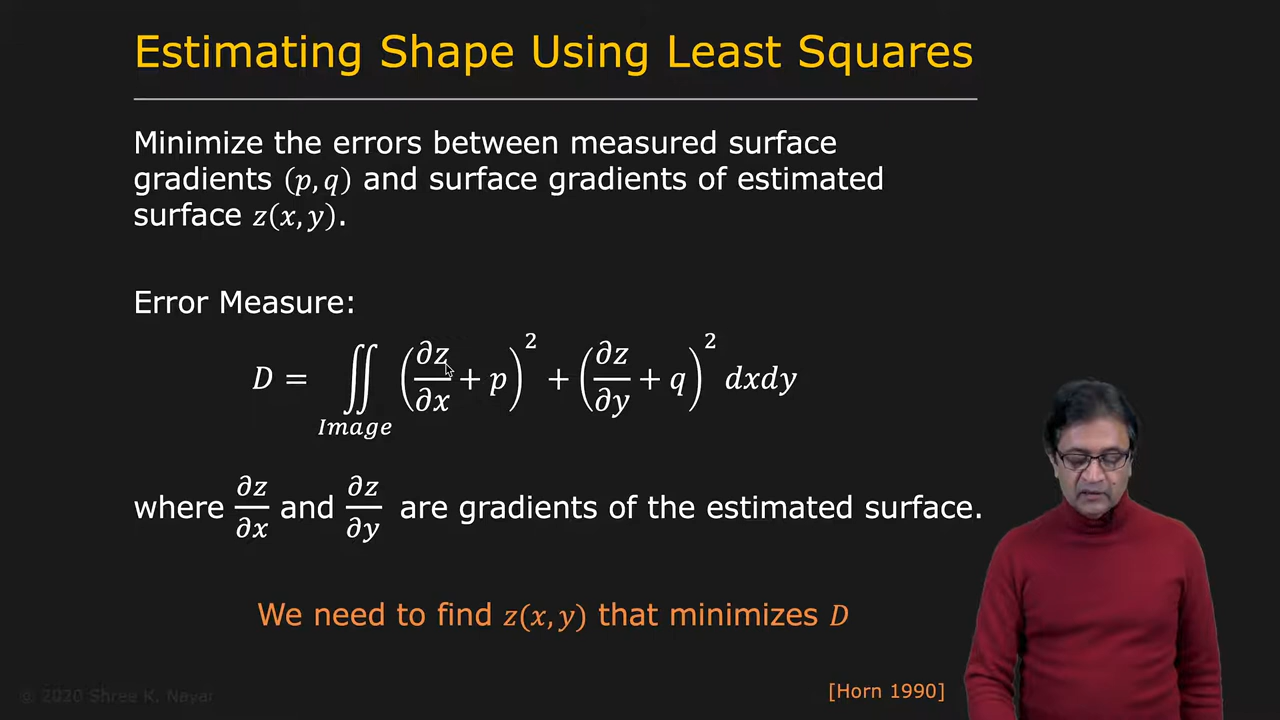 Estimating Shape Using Least Squares
Minimize the errors between measured surface
gradients (p, q) and surface gradients of estimated
surface z(x, y).
Error Measure:
D = ∬_{Image} (∂z/∂x + p)² + (∂z/∂y + q)² dxdy
where ∂z/∂x and ∂z/∂y are gradients of the estimated surface.
We need to find z(x, y) that minimizes D
[Horn 1990]
© 2020 Shree K. Nayar